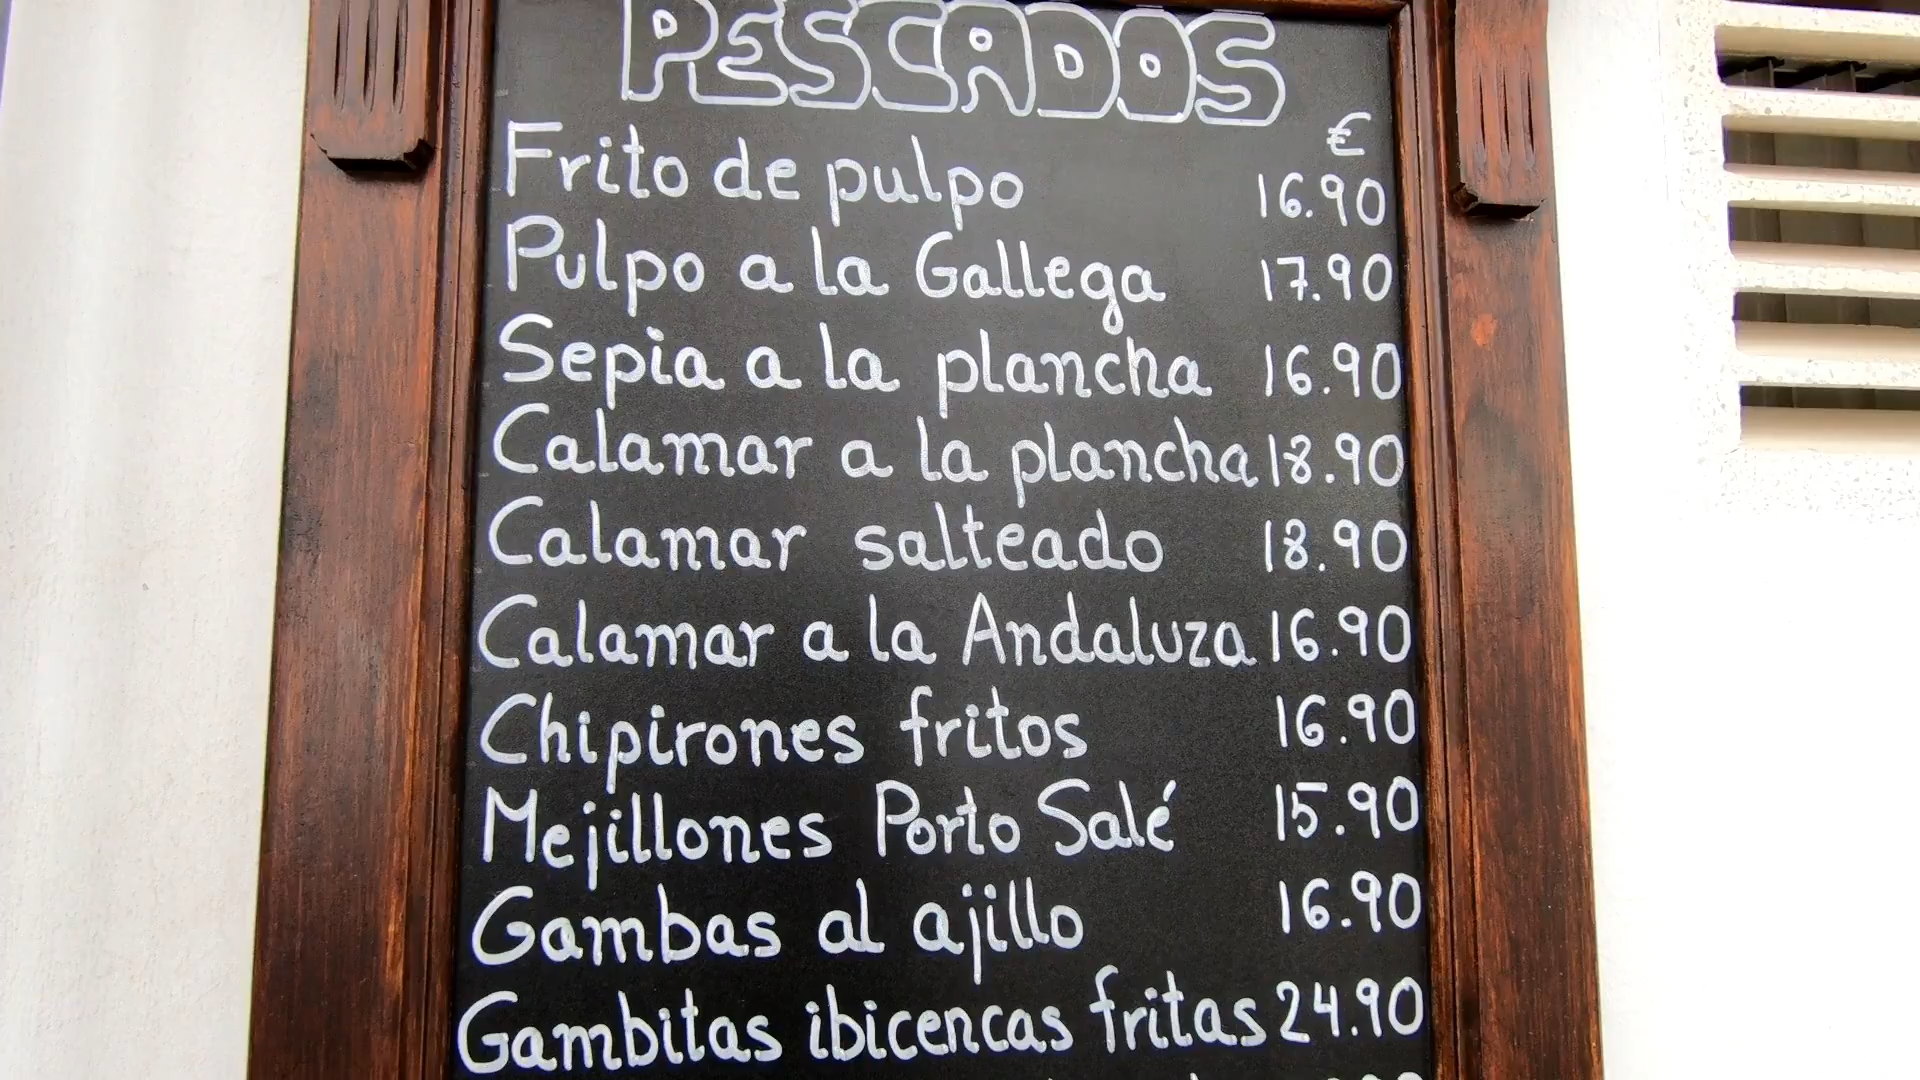 PESCADOS
€
Frito de pulpo 16.90
Pulpo a la Gallega 17.90
Sepia a la plancha 16.90
Calamar a la plancha 18.90
Calamar salteado 18.90
Calamar a la Andaluza 16.90
Chipirones fritos 16.90
Mejillones Porto Salé 15.90
Gambas al ajillo 16.90
Gambitas ibicencas fritas 24.90